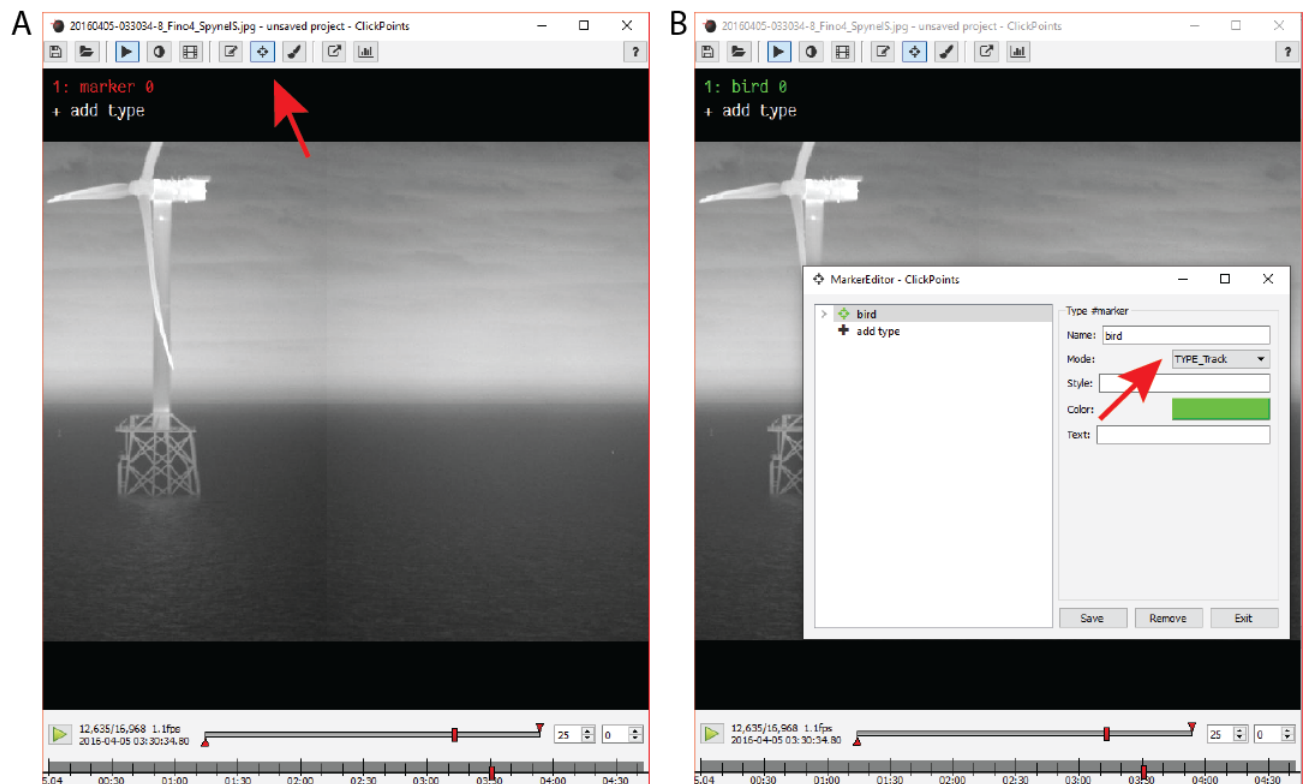 A
20160405-033034-8_Fino4_SpynelS.jpg - unsaved project - ClickPoints
?
1: marker 0
+ add type
12,635/16,968 1.1fps
2016-04-05 03:30:34.80
25
0
5.04 00:30 01:00 01:30 02:00 02:30 03:00 03:30 04:00 04:30
B
20160405-033034-8_Fino4_SpynelS.jpg - unsaved project - ClickPoints
?
1: bird 0
+ add type
MarkerEditor - ClickPoints
bird
add type
Type #marker
Name: bird
Mode: TYPE_Track
Style:
Color:
Text:
Save Remove Exit
12,635/16,968 1.1fps
2016-04-05 03:30:34.80
25
0
5.04 00:30 01:00 01:30 02:00 02:30 03:00 03:30 04:00 04:30